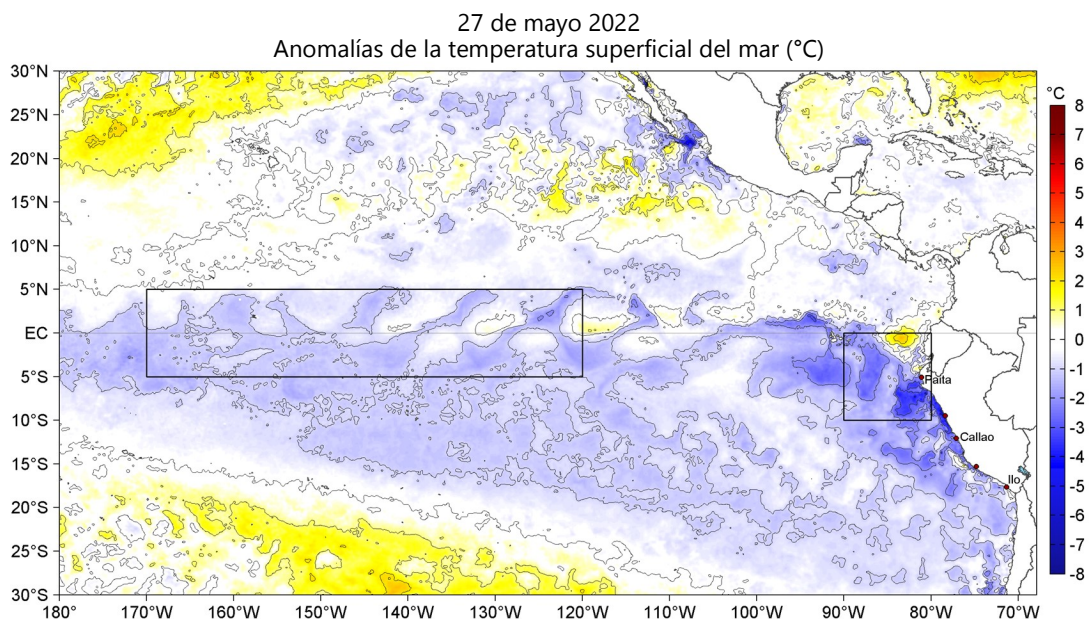 27 de mayo 2022
Anomalías de la temperatura superficial del mar (°C)
30°N
25°N
20°N
15°N
10°N
5°N
EC
5°S
10°S
15°S
20°S
25°S
30°S
180 -170°W -160°W -150°W -140°W -130°W -120°W -110°W -100°W -90°W -80°W -70°W
Paita
Callao
Ilo
°C
8
7
6
5
4
3
2
1
0
-1
-2
-3
-4
-5
-6
-7
-8